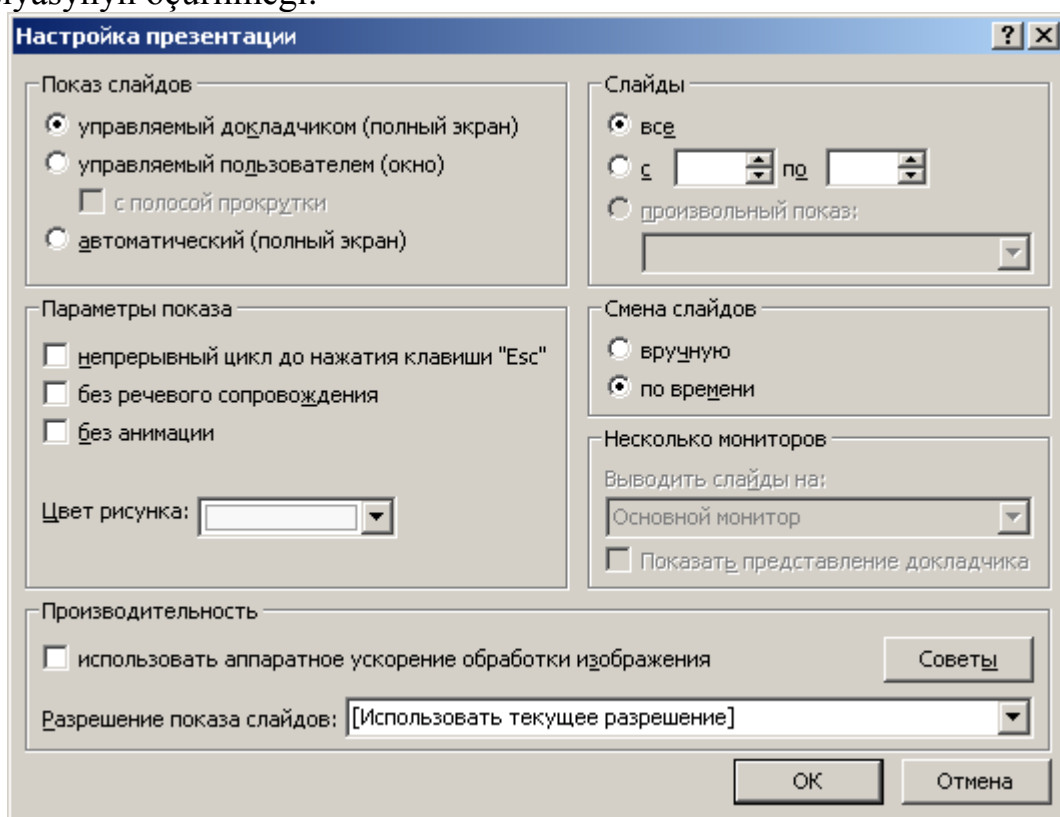 öçürilmegi.
Настройка презентации
Показ слайдов
управляемый докладчиком (полный экран)
управляемый пользователем (окно)
с полосой прокрутки
автоматический (полный экран)
Слайды
все
с по
произвольный показ:
Параметры показа
непрерывный цикл до нажатия клавиши "Esc"
без речевого сопровождения
без анимации
Цвет рисунка:
Смена слайдов
вручную
по времени
Несколько мониторов
Выводить слайды на:
Основной монитор
Показать представление докладчика
Производительность
использовать аппаратное ускорение обработки изображения
Советы
Разрешение показа слайдов: [Использовать текущее разрешение]
ОК Отмена